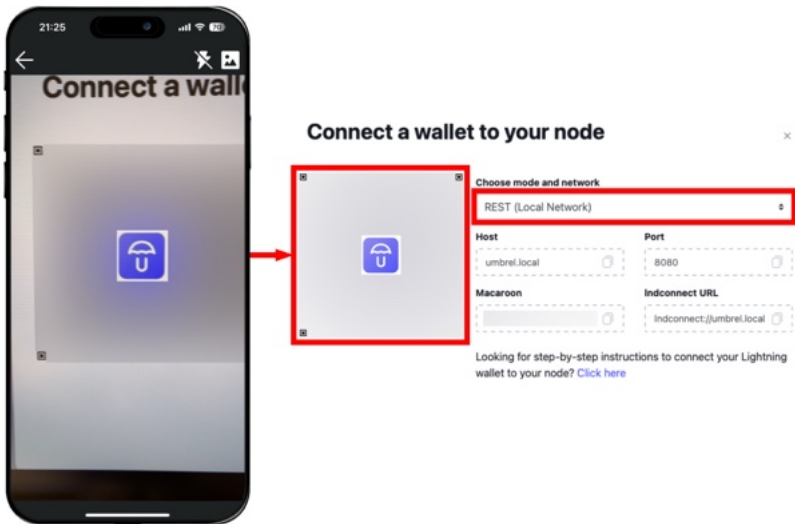 21:25
70
Connect a wall
U
Connect a wallet to your node
U
Choose mode and network
REST (Local Network)
Host
Port
umbrel.local
8080
Macaroon
lndconnect URL
lndconnect://umbrel.local
Looking for step-by-step instructions to connect your Lightning
wallet to your node? Click here